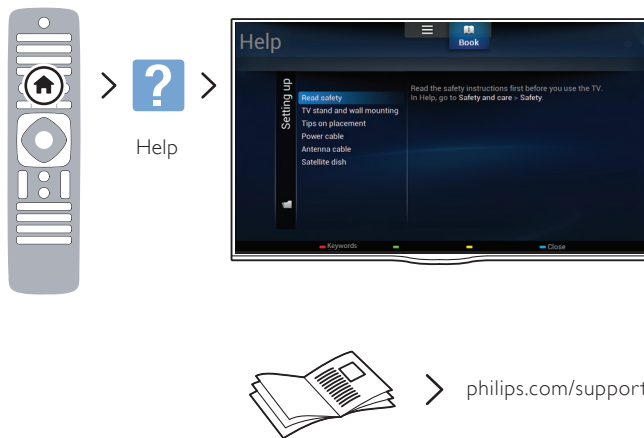 Help
Help
Book
Setting up
Read safety
TV stand and wall mounting
Tips on placement
Power cable
Antenna cable
Satellite dish
Read the safety instructions first before you use the TV.
In Help, go to Safety and care > Safety.
Keywords
Close
philips.com/support